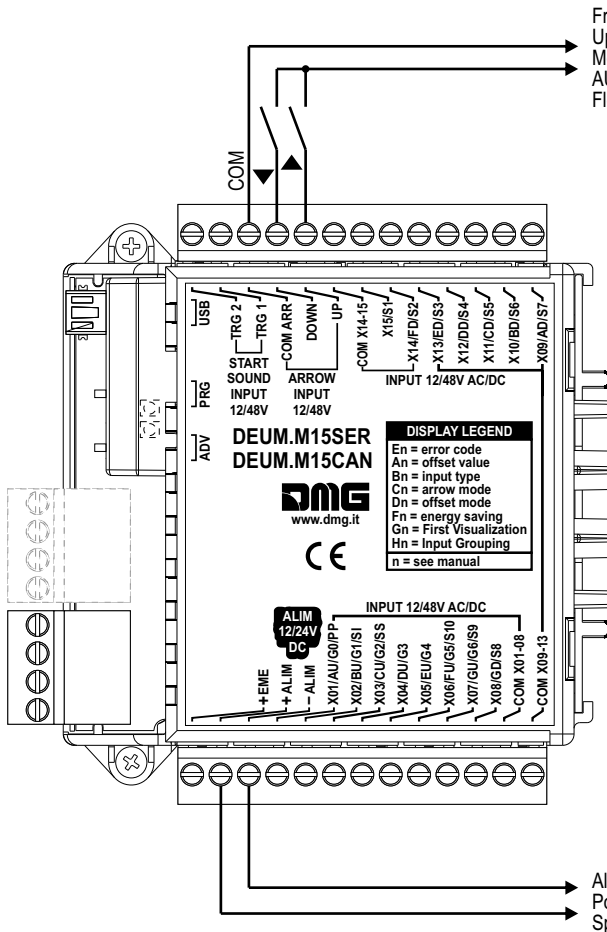 COM
USB
PRG
ADV
TRG 2
TRG 1
START
SOUND
INPUT
12/48V
COM ARR
DOWN
UP
ARROW
INPUT
12/48V
COM X14-15
X15/S1
X14/FD/S2
X13/ED/S3
X12/DD/S4
X11/CD/S5
X10/BD/S6
X09/AD/S7
INPUT 12/48V AC/DC
DEUM.M15SER
DEUM.M15CAN
DMG
www.dmg.it
CE
DISPLAY LEGEND
En = error code
An = offset value
Bn = input type
Cn = arrow mode
Dn = offset mode
Fn = energy saving
Gn = First Visualization
Hn = Input Grouping
n = see manual
ALIM
12/24V
DC
INPUT 12/48V AC/DC
+EME
+ALIM
−ALIM
X01/AU/G0/PP
X02/BU/G1/SI
X03/CU/G2/SS
X04/DU/G3
X05/EU/G4
X06/FU/G5/S10
X07/GU/G6/S9
X08/GD/S8
COM X01-08
COM X09-13